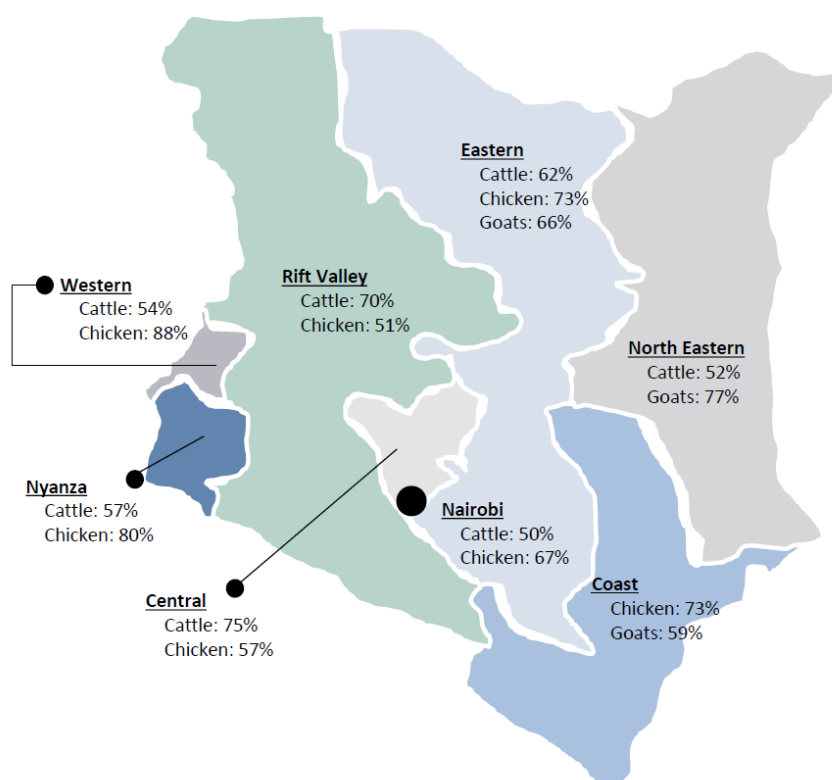 Eastern
Cattle: 62%
Chicken: 73%
Goats: 66%
Western
Cattle: 54%
Chicken: 88%
Rift Valley
Cattle: 70%
Chicken: 51%
North Eastern
Cattle: 52%
Goats: 77%
Nyanza
Cattle: 57%
Chicken: 80%
Nairobi
Cattle: 50%
Chicken: 67%
Central
Cattle: 75%
Chicken: 57%
Coast
Chicken: 73%
Goats: 59%